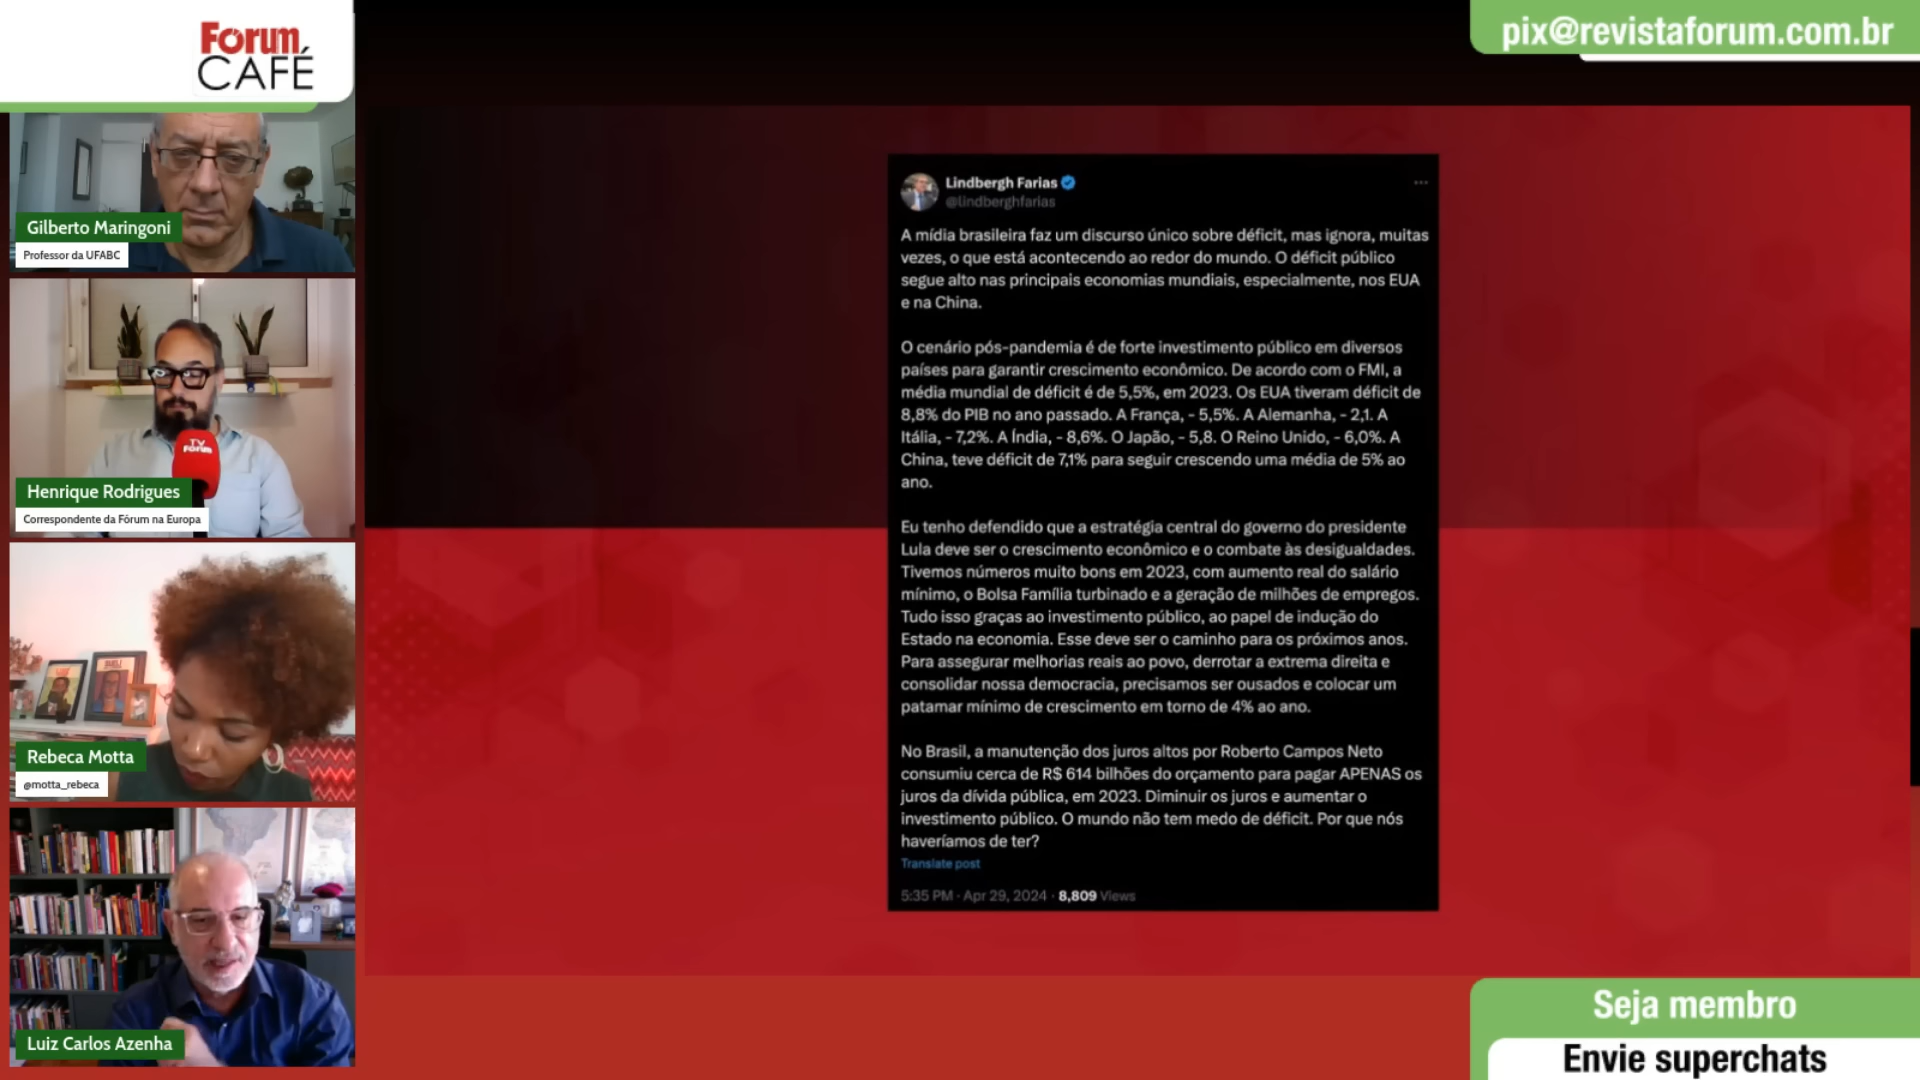 Fórum
CAFÉ
pix@revistaforum.com.br
Gilberto Maringoni
Professor da UFABC
TV
Fórum
Henrique Rodrigues
Correspondente da Fórum na Europa
Rebeca Motta
@motta_rebeca
Luiz Carlos Azenha
Lindbergh Farias
@lindberghfarias
A mídia brasileira faz um discurso único sobre déficit, mas ignora, muitas
vezes, o que está acontecendo ao redor do mundo. O déficit público
segue alto nas principais economias mundiais, especialmente, nos EUA
e na China.
O cenário pós-pandemia é de forte investimento público em diversos
países para garantir crescimento econômico. De acordo com o FMI, a
média mundial de déficit é de 5,5%, em 2023. Os EUA tiveram déficit de
8,8% do PIB no ano passado. A França, - 5,5%. A Alemanha, - 2,1. A
Itália, - 7,2%. A Índia, - 8,6%. O Japão, - 5,8. O Reino Unido, - 6,0%. A
China, teve déficit de 7,1% para seguir crescendo uma média de 5% ao
ano.
Eu tenho defendido que a estratégia central do governo do presidente
Lula deve ser o crescimento econômico e o combate às desigualdades.
Tivemos números muito bons em 2023, com aumento real do salário
mínimo, o Bolsa Família turbinado e a geração de milhões de empregos.
Tudo isso graças ao investimento público, ao papel de indução do
Estado na economia. Esse deve ser o caminho para os próximos anos.
Para assegurar melhorias reais ao povo, derrotar a extrema direita e
consolidar nossa democracia, precisamos ser ousados e colocar um
patamar mínimo de crescimento em torno de 4% ao ano.
No Brasil, a manutenção dos juros altos por Roberto Campos Neto
consumiu cerca de R$ 614 bilhões do orçamento para pagar APENAS os
juros da dívida pública, em 2023. Diminuir os juros e aumentar o
investimento público. O mundo não tem medo de déficit. Por que nós
haveríamos de ter?
Translate post
5:35 PM · Apr 29, 2024 · 8,809 Views
Seja membro
Envie superchats